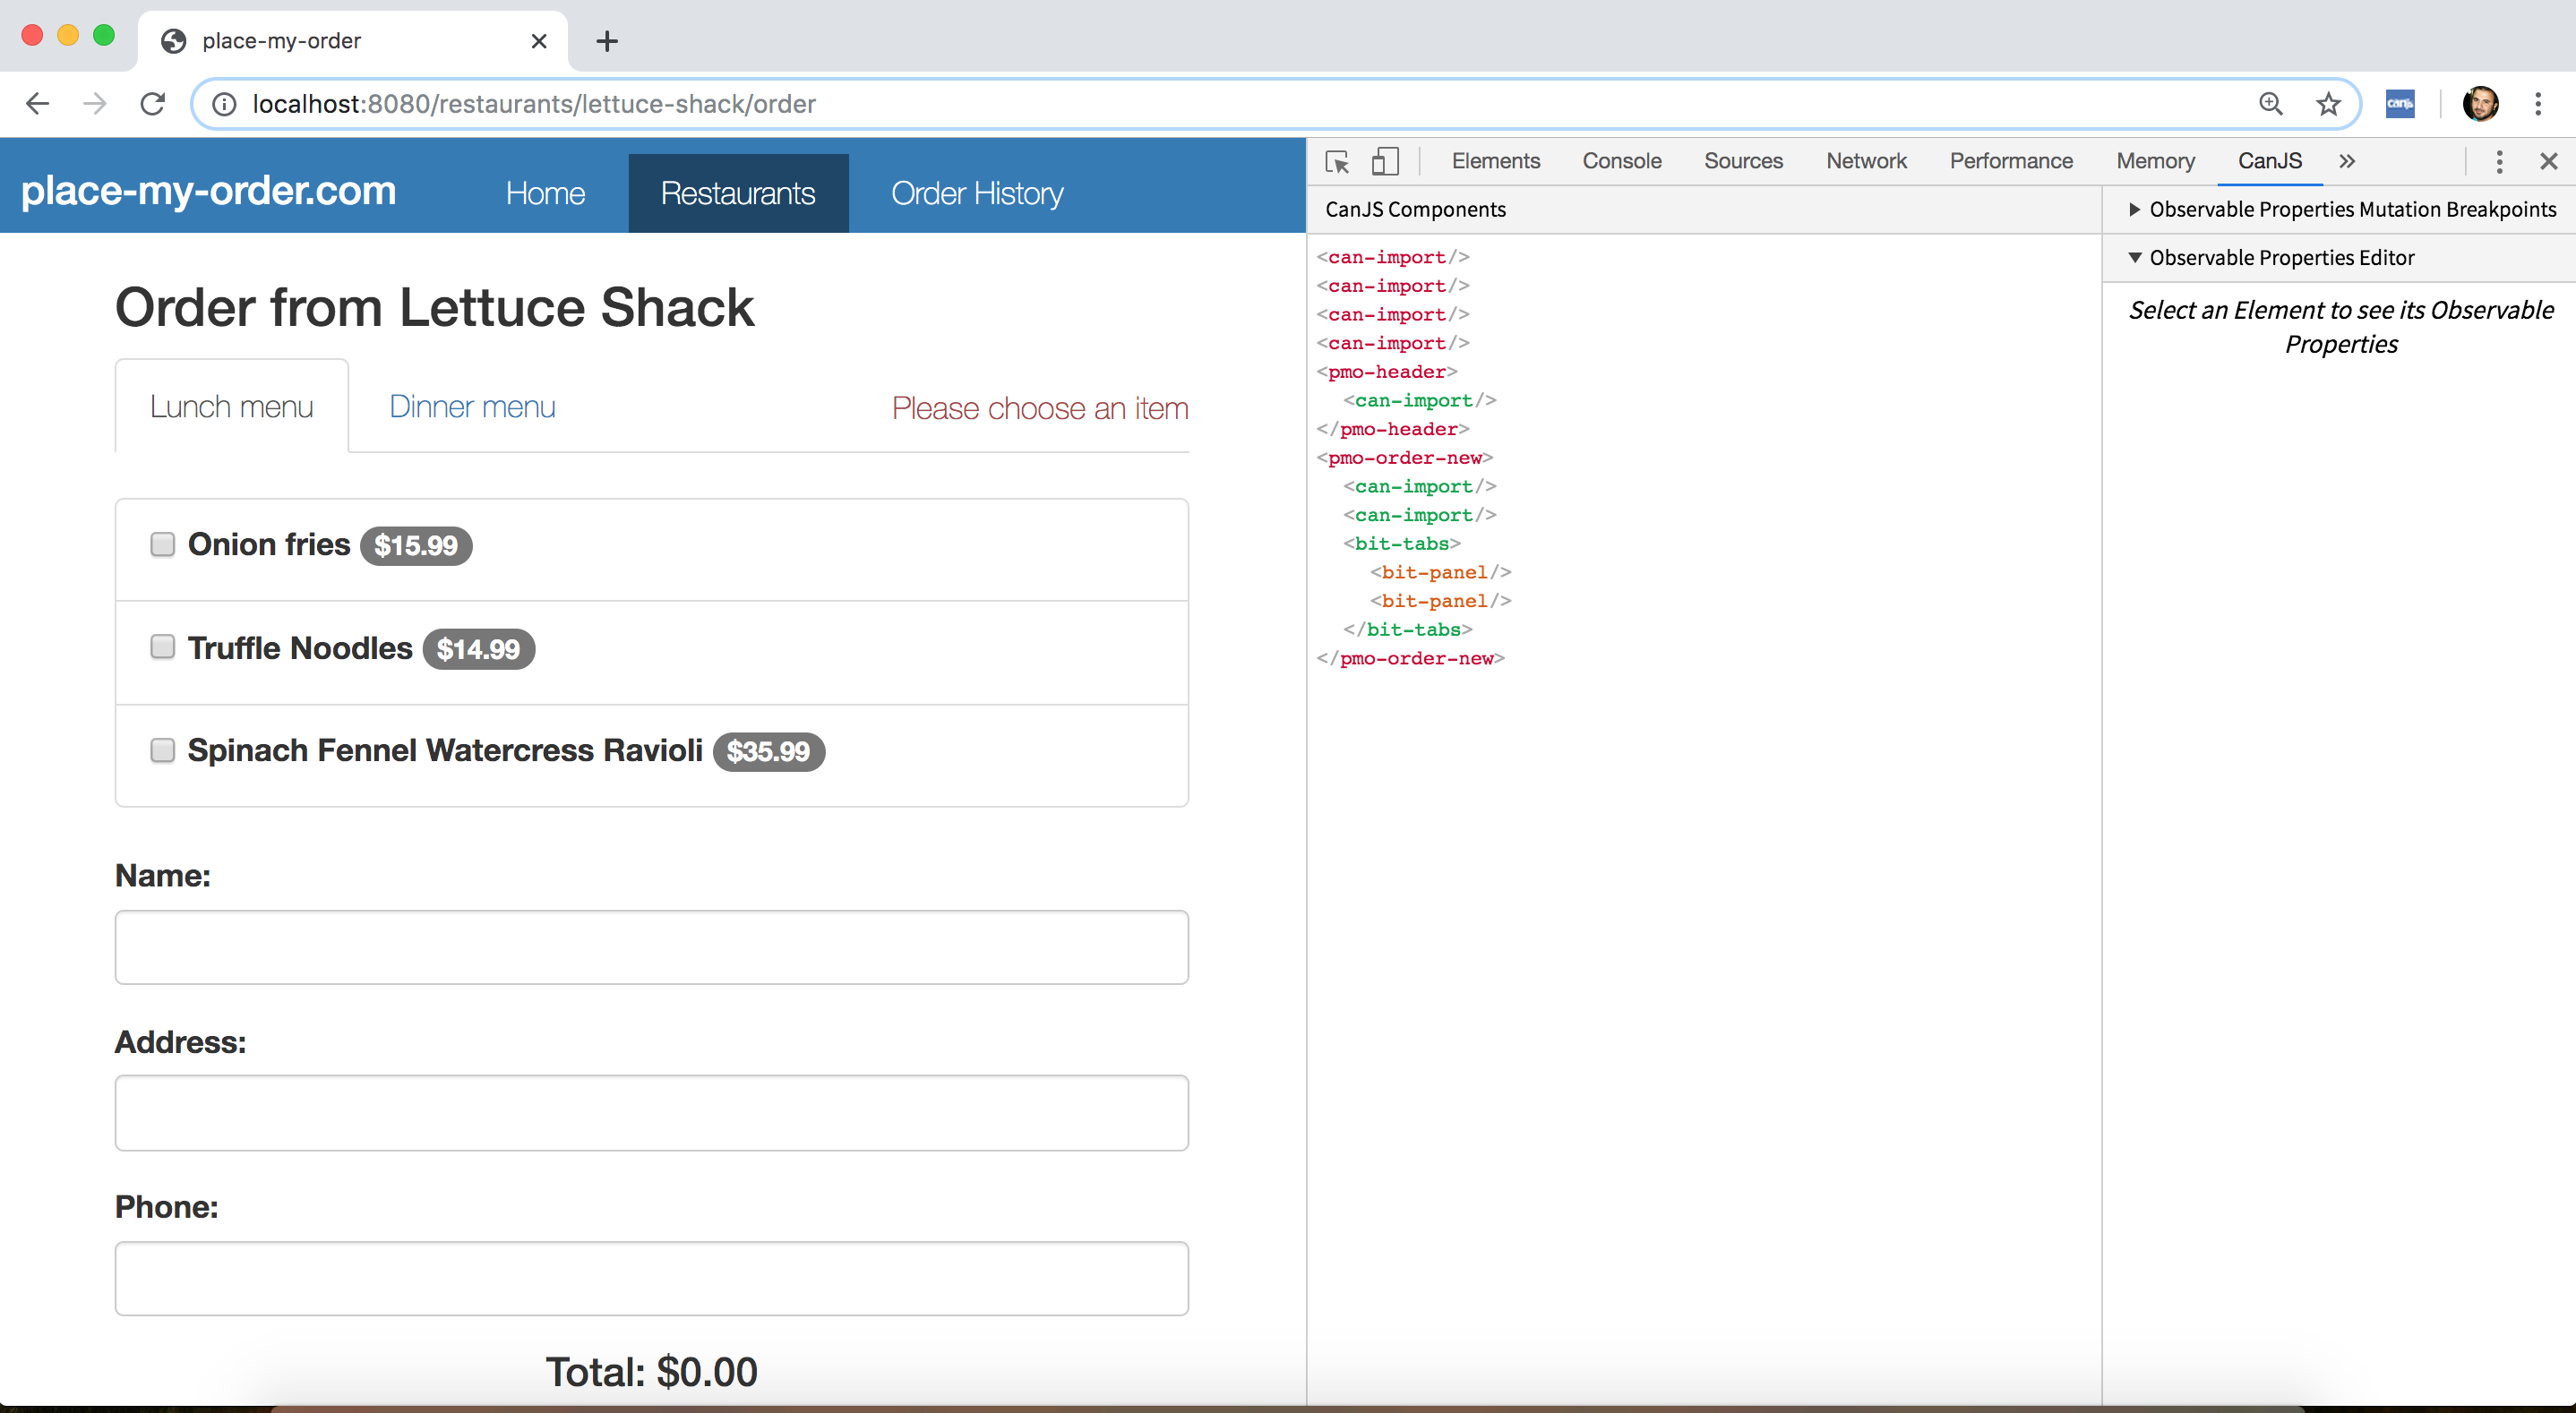 place-my-order
localhost:8080/restaurants/lettuce-shack/order
canjs
place-my-order.com
Home
Restaurants
Order History
Order from Lettuce Shack
Lunch menu
Dinner menu
Please choose an item
Onion fries $15.99
Truffle Noodles $14.99
Spinach Fennel Watercress Ravioli $35.99
Name:
Address:
Phone:
Total: $0.00
Elements
Console
Sources
Network
Performance
Memory
CanJS
CanJS Components
<can-import/>
<can-import/>
<can-import/>
<can-import/>
<pmo-header>
<can-import/>
</pmo-header>
<pmo-order-new>
<can-import/>
<can-import/>
<bit-tabs>
<bit-panel/>
<bit-panel/>
</bit-tabs>
</pmo-order-new>
Observable Properties Mutation Breakpoints
Observable Properties Editor
Select an Element to see its Observable
Properties